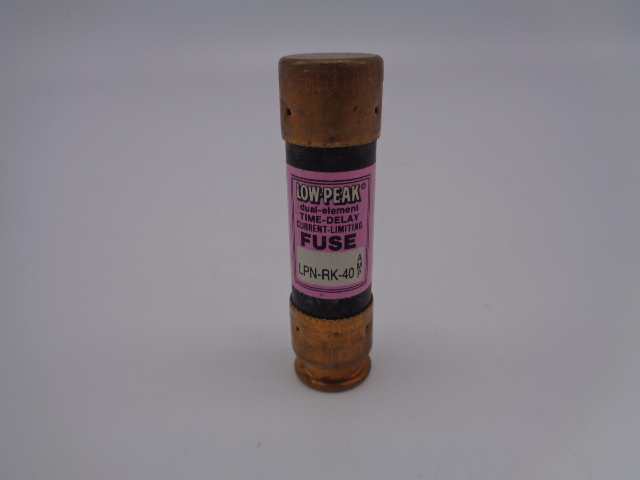 LOW-PEAK®
dual-element
TIME-DELAY
CURRENT-LIMITING
FUSE
LPN-RK-40 AMP